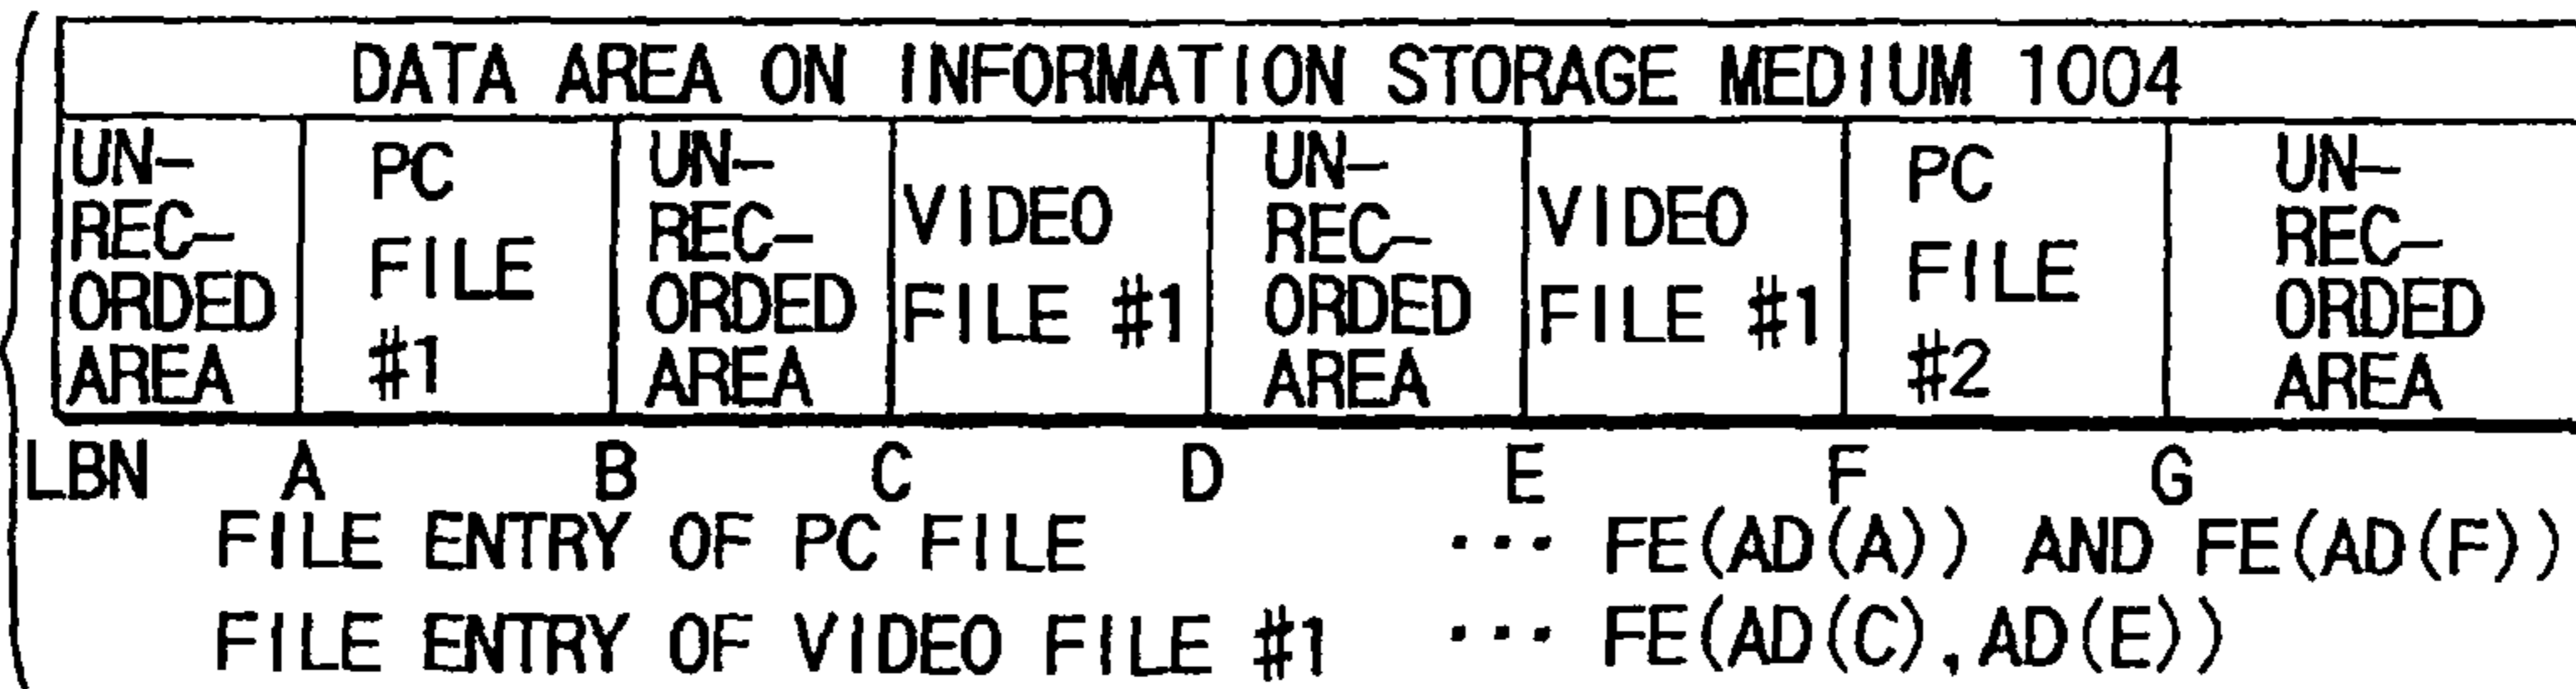 DATA AREA ON INFORMATION STORAGE MEDIUM 1004
UN-
REC-
ORDED
AREA
PC
FILE
#1
UN-
REC-
ORDED
AREA
VIDEO
FILE #1
UN-
REC-
ORDED
AREA
VIDEO
FILE #1
PC
FILE
#2
UN-
REC-
ORDED
AREA
LBN A B C D E F G
FILE ENTRY OF PC FILE ··· FE(AD(A)) AND FE(AD(F))
FILE ENTRY OF VIDEO FILE #1 ··· FE(AD(C),AD(E))